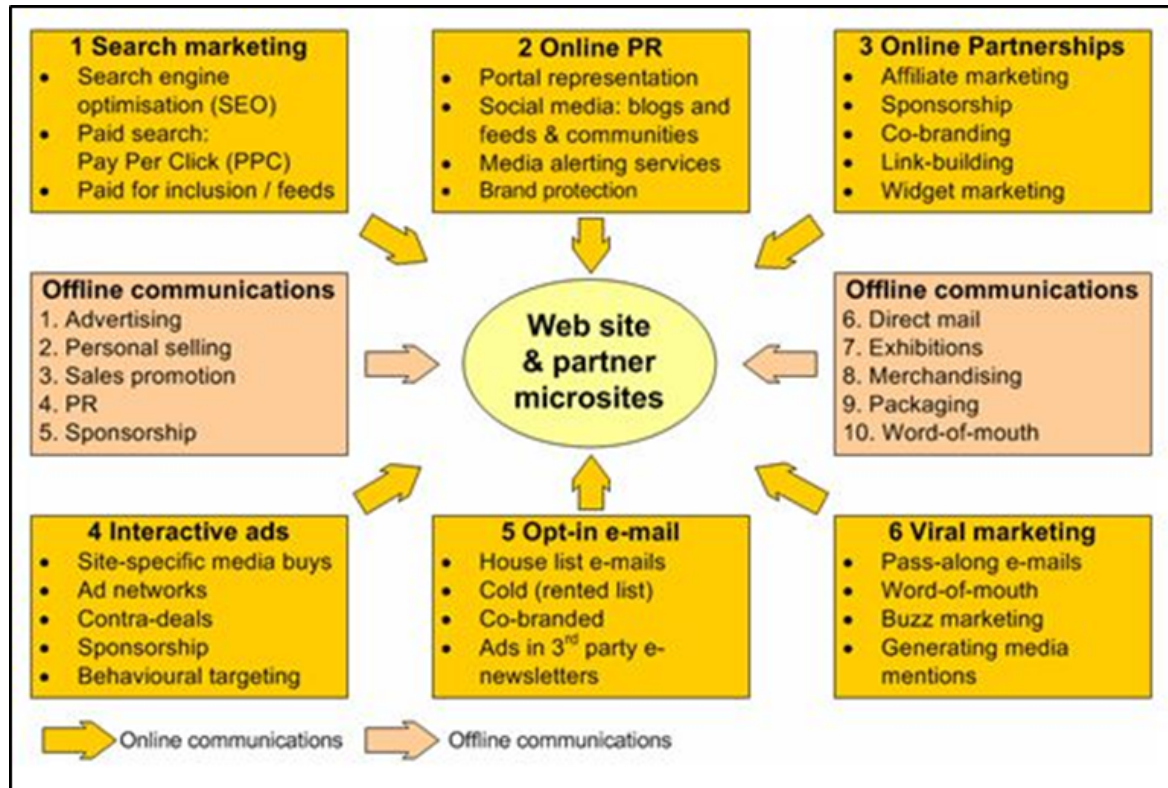 1 Search marketing
• Search engine
optimisation (SEO)
• Paid search:
Pay Per Click (PPC)
• Paid for inclusion / feeds
2 Online PR
• Portal representation
• Social media: blogs and
feeds & communities
• Media alerting services
• Brand protection
3 Online Partnerships
• Affiliate marketing
• Sponsorship
• Co-branding
• Link-building
• Widget marketing
Offline communications
1. Advertising
2. Personal selling
3. Sales promotion
4. PR
5. Sponsorship
Web site
& partner
microsites
Offline communications
6. Direct mail
7. Exhibitions
8. Merchandising
9. Packaging
10. Word-of-mouth
4 Interactive ads
• Site-specific media buys
• Ad networks
• Contra-deals
• Sponsorship
• Behavioural targeting
5 Opt-in e-mail
• House list e-mails
• Cold (rented list)
• Co-branded
• Ads in 3rd party e-
newsletters
6 Viral marketing
• Pass-along e-mails
• Word-of-mouth
• Buzz marketing
• Generating media
mentions
Online communications
Offline communications